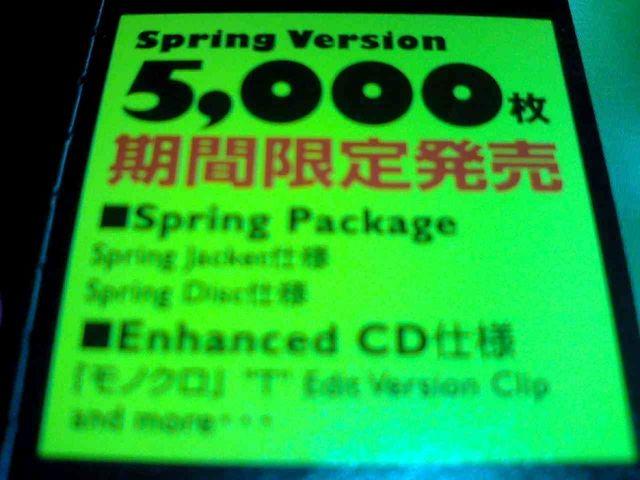 Spring Version
5,000枚
期間限定発売
■Spring Package
Spring Jacket仕様
Spring Disc仕様
■Enhanced CD仕様
『モノクロ』 "T" Edit Version Clip
and more・・・